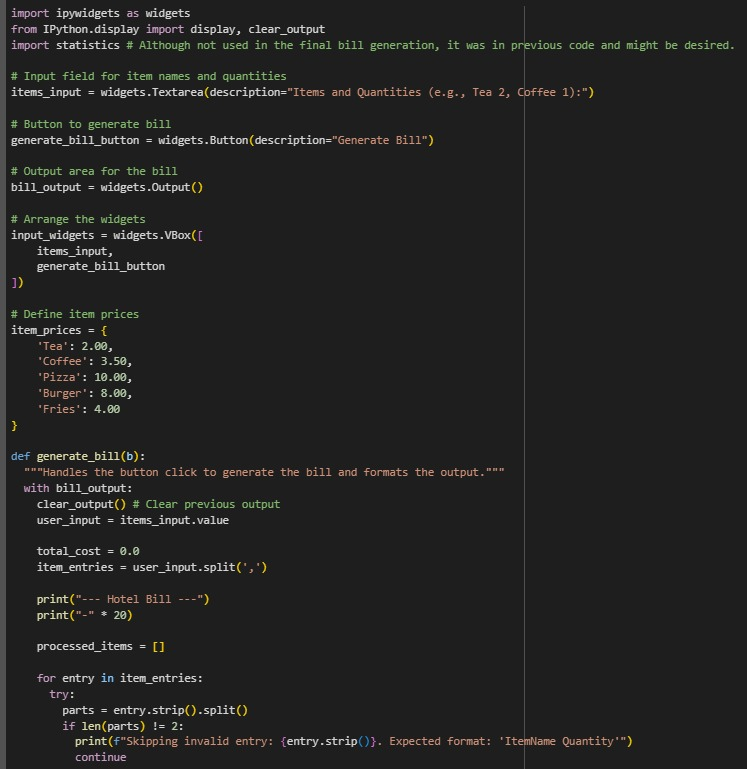 import ipywidgets as widgets
from IPython.display import display, clear_output
import statistics # Although not used in the final bill generation, it was in previous code and might be desired.
# Input field for item names and quantities
items_input = widgets.Textarea(description="Items and Quantities (e.g., Tea 2, Coffee 1):")
# Button to generate bill
generate_bill_button = widgets.Button(description="Generate Bill")
# Output area for the bill
bill_output = widgets.Output()
# Arrange the widgets
input_widgets = widgets.VBox([
    items_input,
    generate_bill_button
])
# Define item prices
item_prices = {
    'Tea': 2.00,
    'Coffee': 3.50,
    'Pizza': 10.00,
    'Burger': 8.00,
    'Fries': 4.00
}
def generate_bill(b):
  """Handles the button click to generate the bill and formats the output."""
  with bill_output:
    clear_output() # Clear previous output
    user_input = items_input.value
    total_cost = 0.0
    item_entries = user_input.split(',')
    print("--- Hotel Bill ---")
    print("-" * 20)
    processed_items = []
    for entry in item_entries:
      try:
        parts = entry.strip().split()
        if len(parts) != 2:
          print(f"Skipping invalid entry: {entry.strip()}. Expected format: 'ItemName Quantity'")
          continue